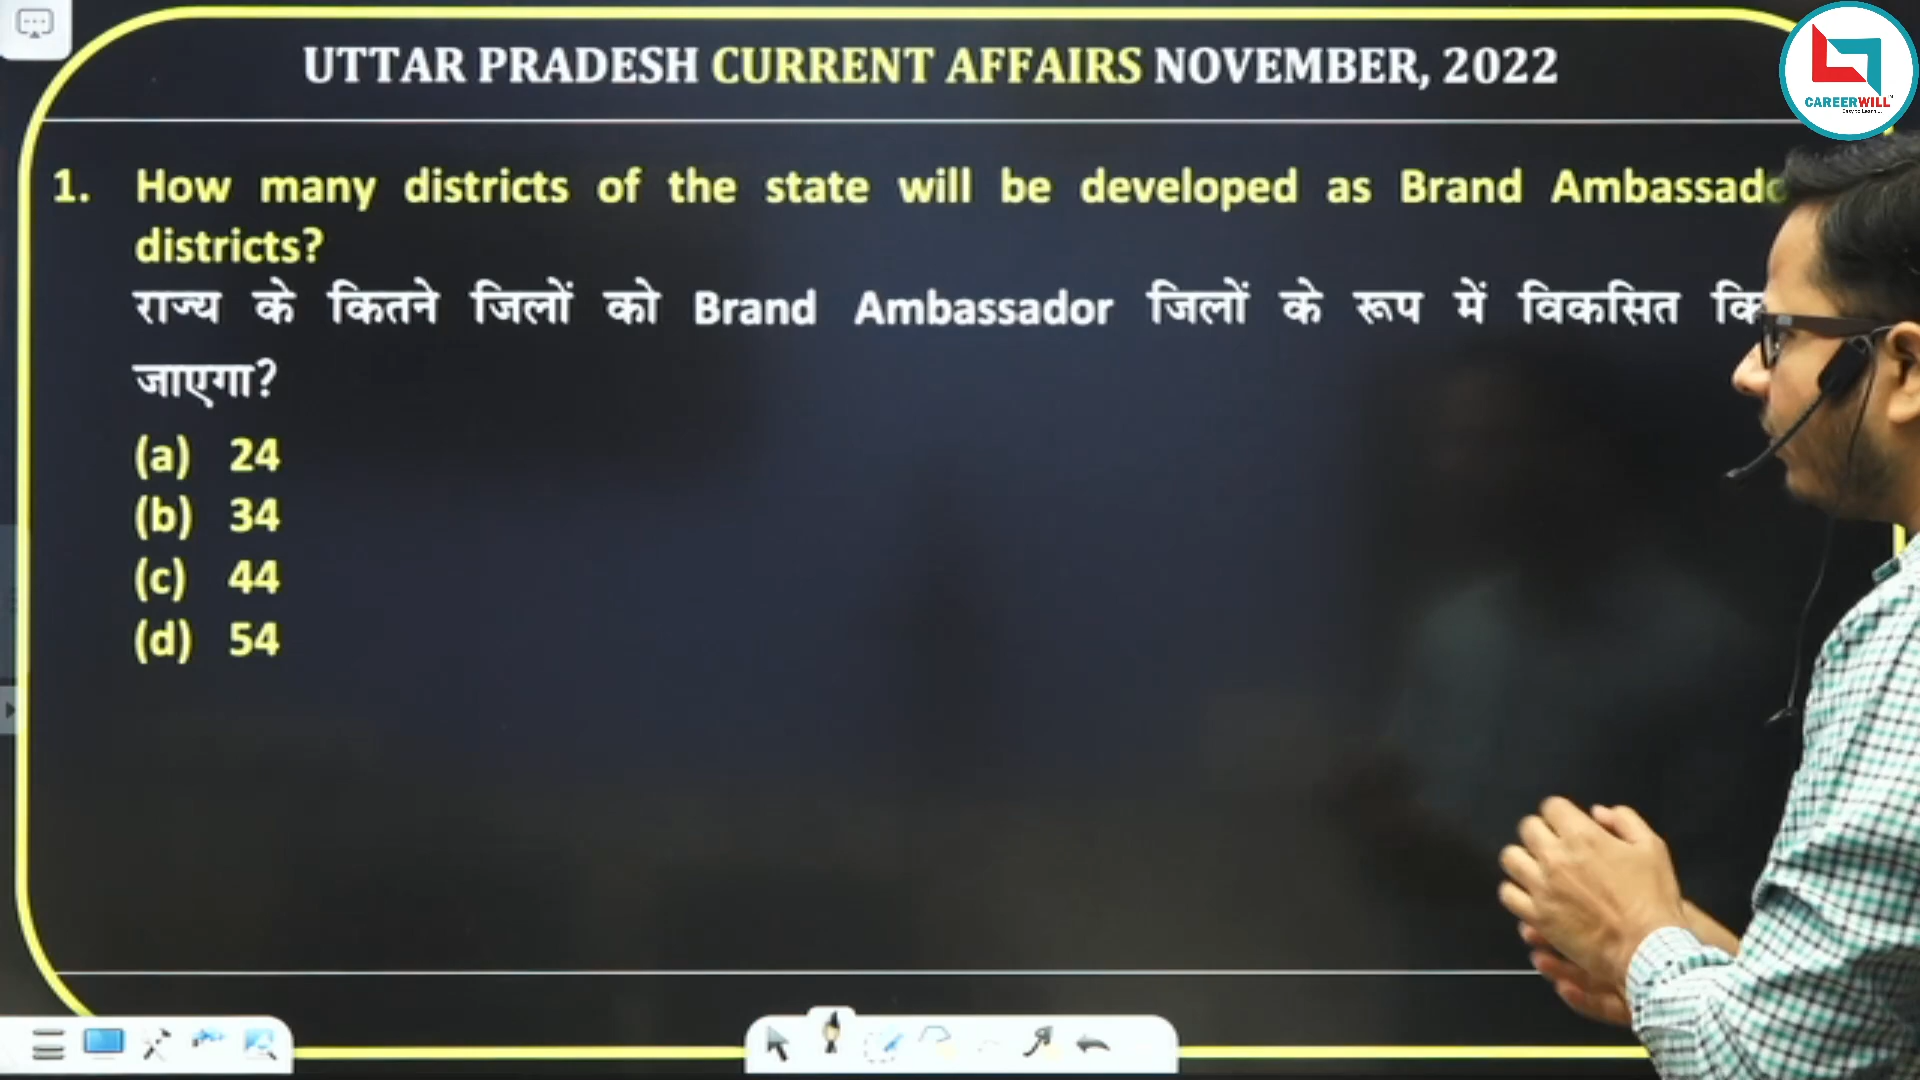 UTTAR PRADESH CURRENT AFFAIRS NOVEMBER, 2022
CAREERWILL
1. How many districts of the state will be developed as Brand
districts?
राज्य के कितने जिलों को Brand Ambassador जिलों के रूप में विकसित
जाएगा?
(a) 24
(b) 34
(c) 44
(d) 54